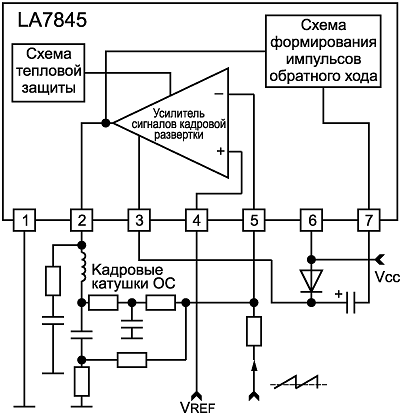 LA7845
Схема
тепловой
защиты
Схема
формирования
импульсов
обратного хода
Усилитель
сигналов кадровой
развертки
−
+
1
2
3
4
5
6
7
Кадровые
катушки ОС
Vcc
+
VREF